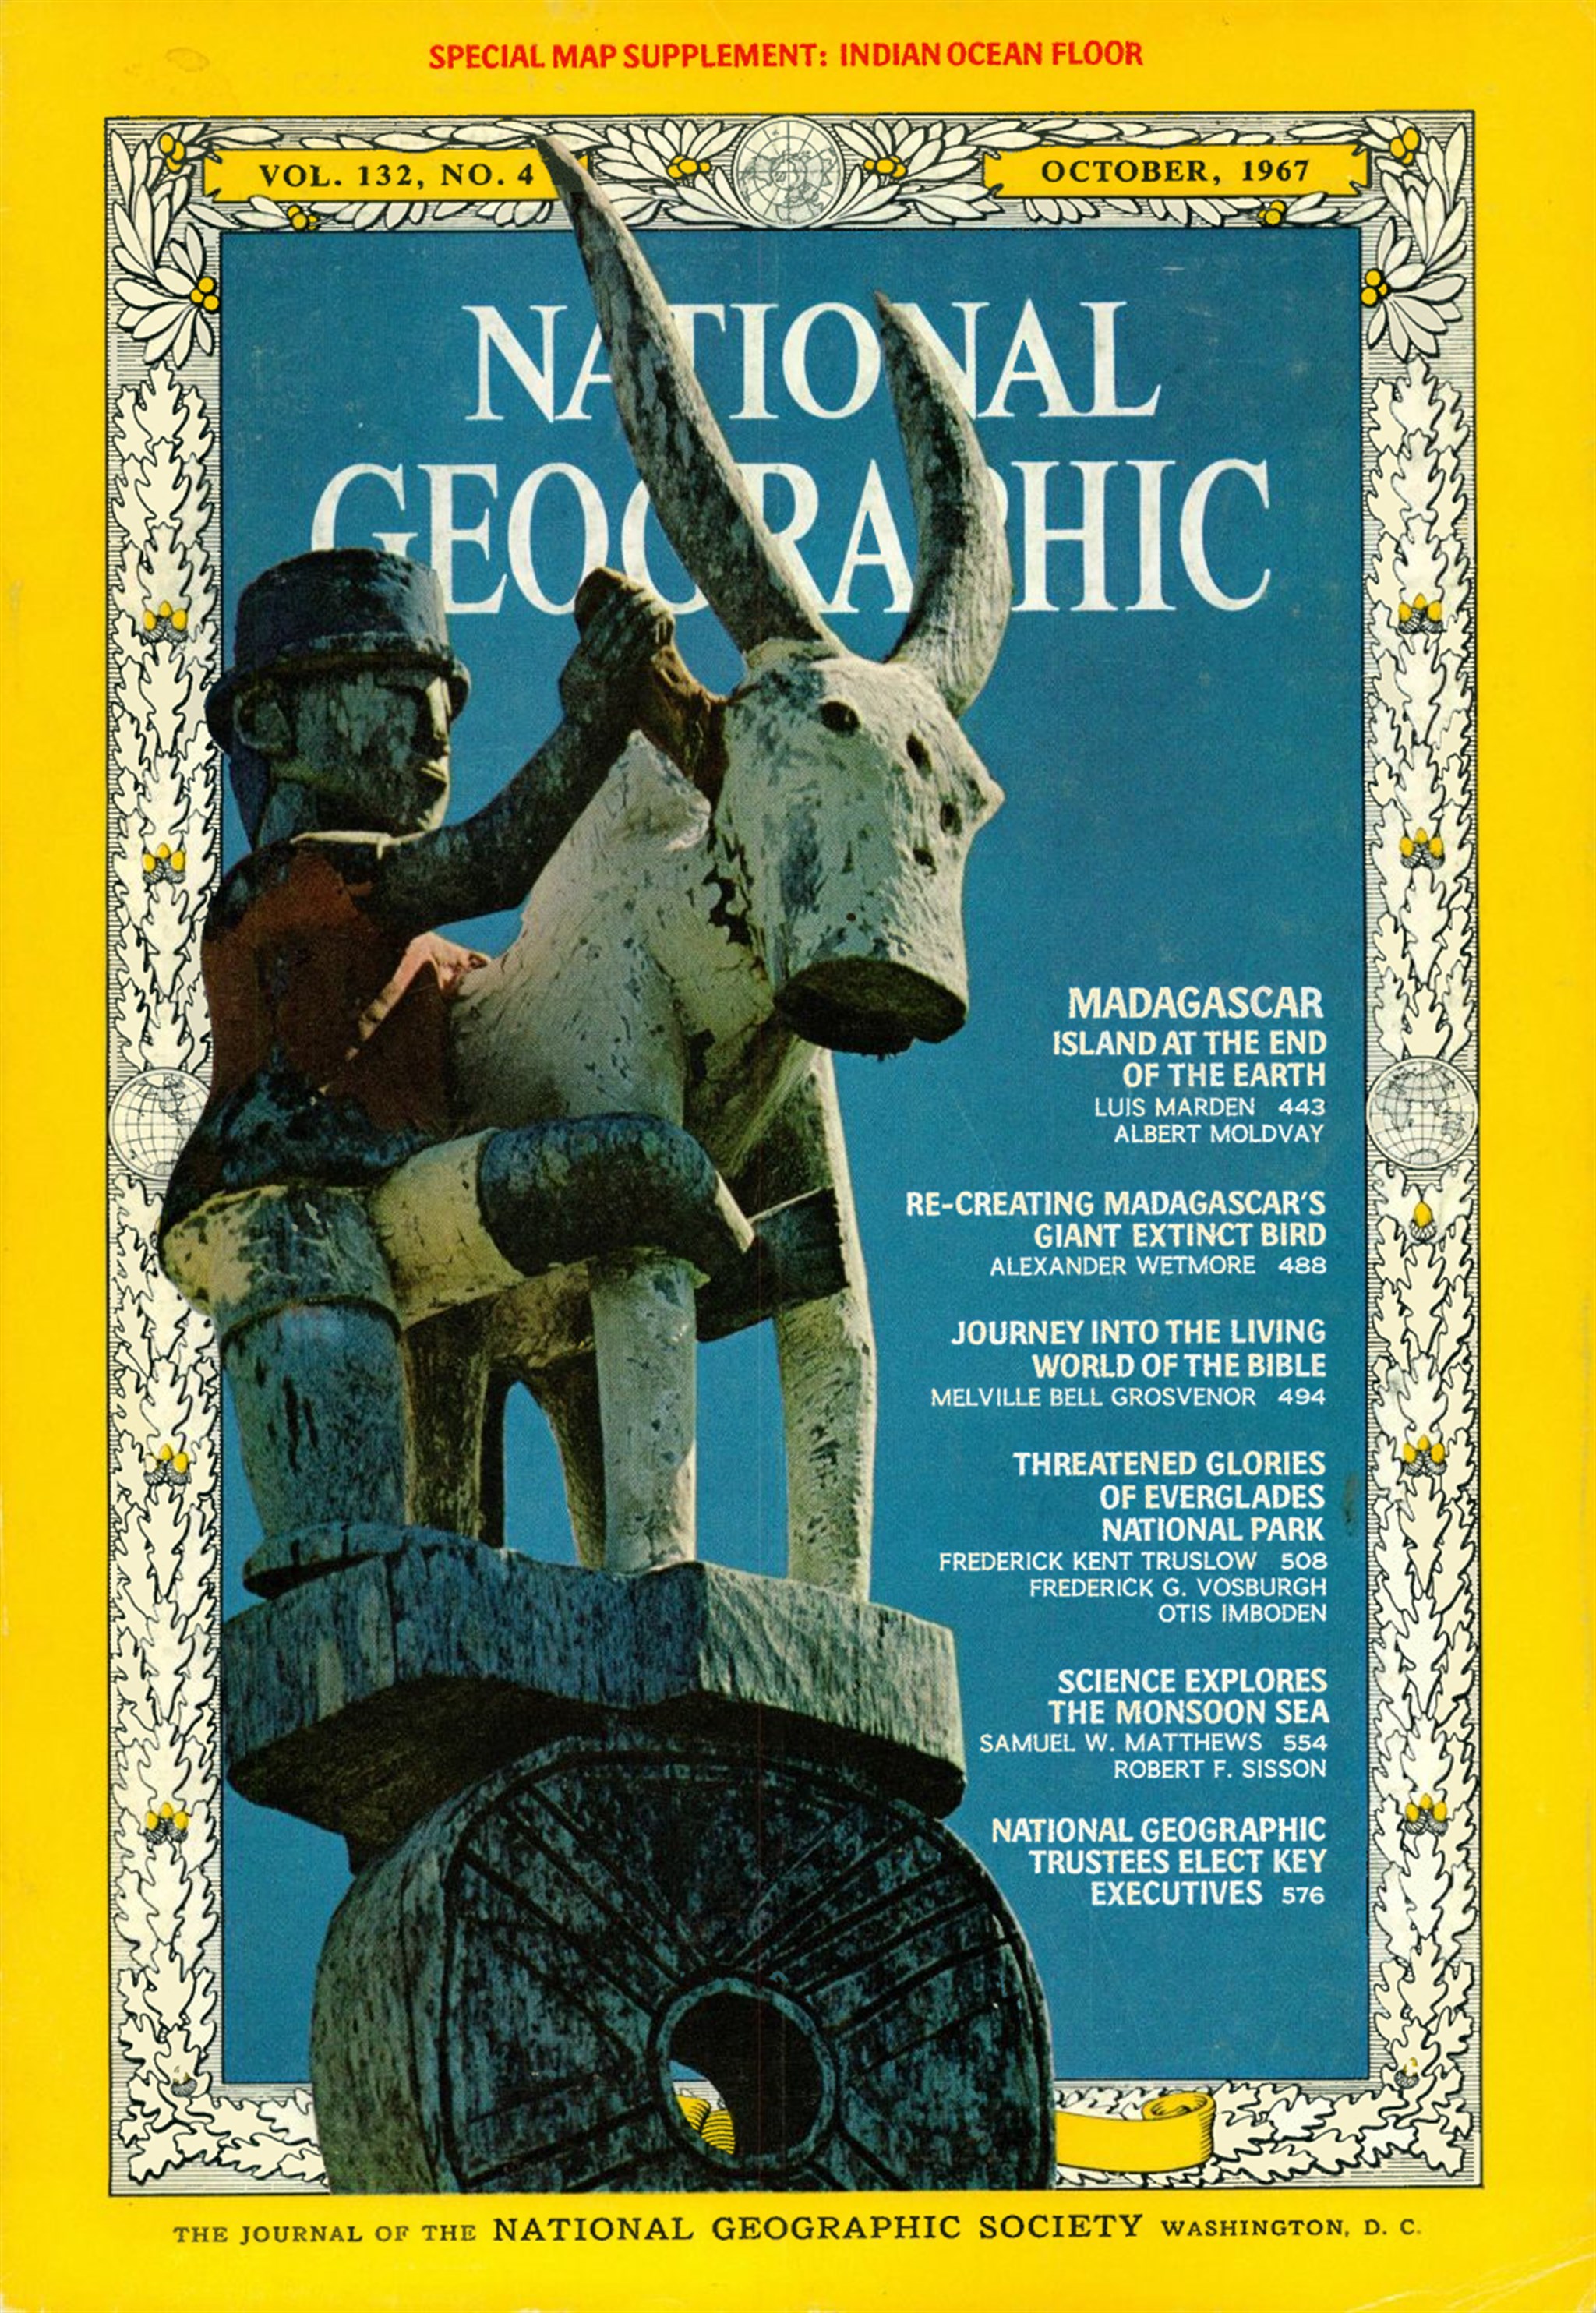 SPECIAL MAP SUPPLEMENT: INDIAN OCEAN FLOOR
VOL. 132, NO. 4
OCTOBER, 1967
NATIONAL
GEOGRAPHIC
MADAGASCAR
ISLAND AT THE END
OF THE EARTH
LUIS MARDEN 443
ALBERT MOLDVAY
RE-CREATING MADAGASCAR'S
GIANT EXTINCT BIRD
ALEXANDER WETMORE 488
JOURNEY INTO THE LIVING
WORLD OF THE BIBLE
MELVILLE BELL GROSVENOR 494
THREATENED GLORIES
OF EVERGLADES
NATIONAL PARK
FREDERICK KENT TRUSLOW 508
FREDERICK G. VOSBURGH
OTIS IMBODEN
SCIENCE EXPLORES
THE MONSOON SEA
SAMUEL W. MATTHEWS 554
ROBERT F. SISSON
NATIONAL GEOGRAPHIC
TRUSTEES ELECT KEY
EXECUTIVES 576
THE JOURNAL OF THE NATIONAL GEOGRAPHIC SOCIETY WASHINGTON, D. C.